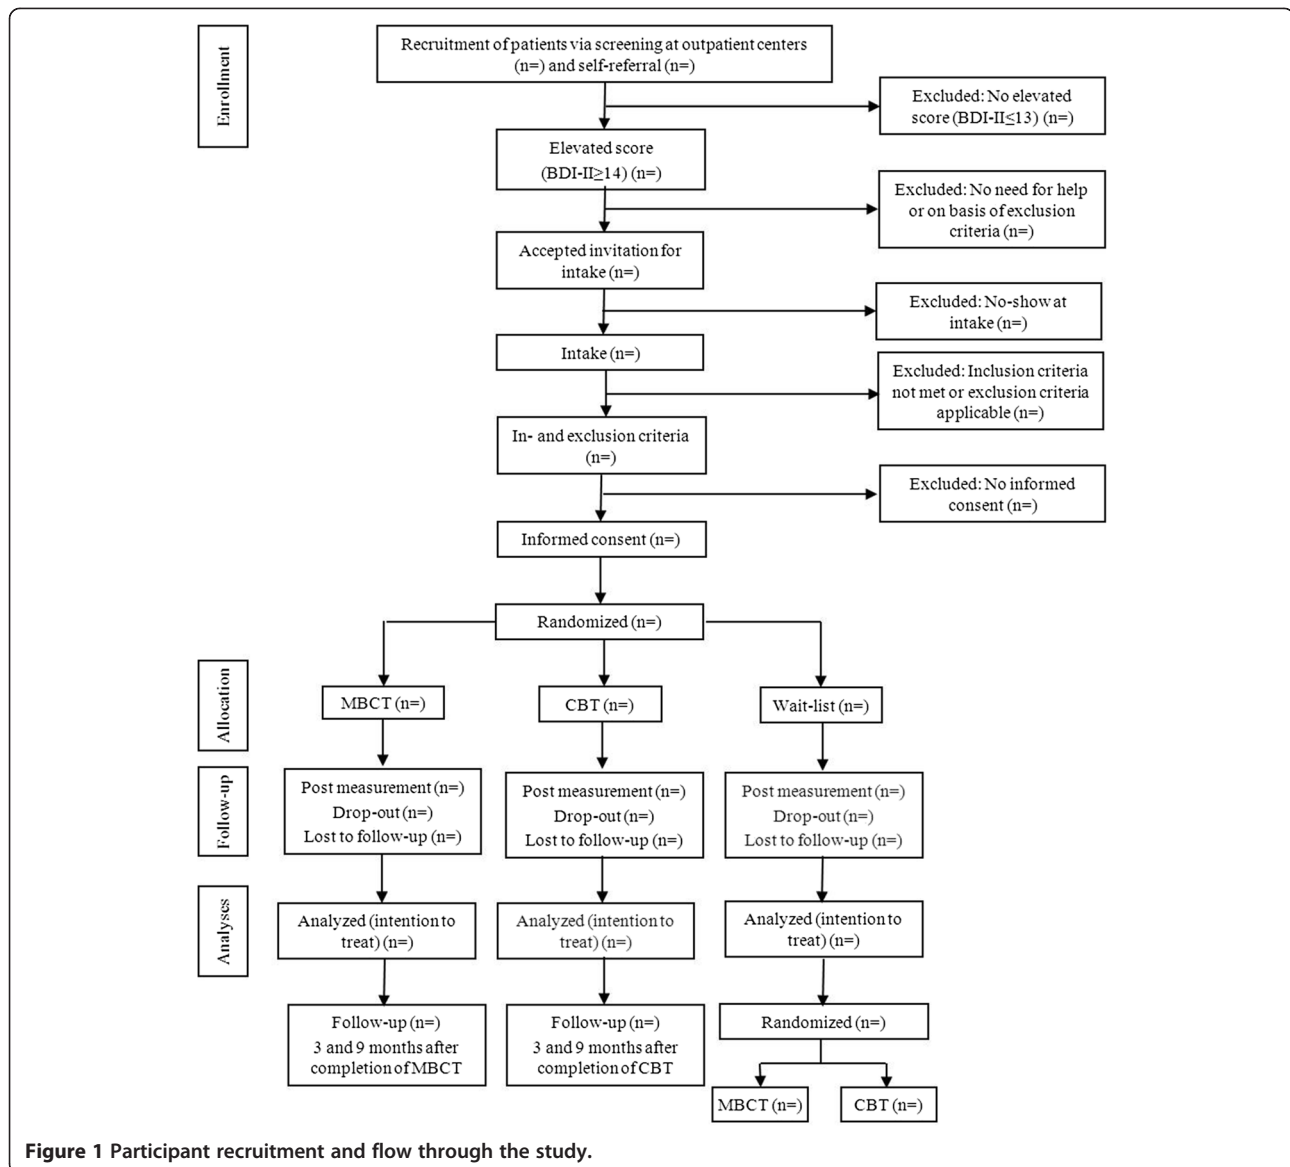 Enrollment
Recruitment of patients via screening at outpatient centers
(n=) and self-referral (n=)
Excluded: No elevated
score (BDI-II≤13) (n=)
Elevated score
(BDI-II≥14) (n=)
Excluded: No need for help
or on basis of exclusion
criteria (n=)
Accepted invitation for
intake (n=)
Excluded: No-show at
intake (n=)
Intake (n=)
Excluded: Inclusion criteria
not met or exclusion criteria
applicable (n=)
In- and exclusion criteria
(n=)
Excluded: No informed
consent (n=)
Informed consent (n=)
Randomized (n=)
Allocation
MBCT (n=)
CBT (n=)
Wait-list (n=)
Follow-up
Post measurement (n=)
Drop-out (n=)
Lost to follow-up (n=)
Post measurement (n=)
Drop-out (n=)
Lost to follow-up (n=)
Post measurement (n=)
Drop-out (n=)
Lost to follow-up (n=)
Analyses
Analyzed (intention to
treat) (n=)
Analyzed (intention to
treat) (n=)
Analyzed (intention to
treat) (n=)
Follow-up (n=)
3 and 9 months after
completion of MBCT
Follow-up (n=)
3 and 9 months after
completion of CBT
Randomized (n=)
MBCT (n=)
CBT (n=)
Figure 1 Participant recruitment and flow through the study.